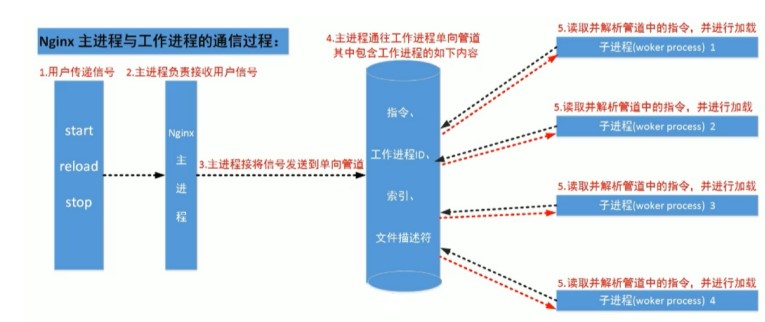 Nginx 主进程与工作进程的通信过程：
1.用户传递信号
2.主进程负责接收用户信号
start
reload
stop
Nginx
主
进
程
3.主进程接将信号发送到单向管道
4.主进程通往工作进程单向管道
其中包含工作进程的如下内容
指令、
工作进程ID、
索引、
文件描述符
5.读取并解析管道中的指令，并进行加载
子进程(woker process) 1
5.读取并解析管道中的指令，并进行加载
子进程(woker process) 2
5.读取并解析管道中的指令，并进行加载
子进程(woker process) 3
5.读取并解析管道中的指令，并进行加载
子进程(woker process) 4